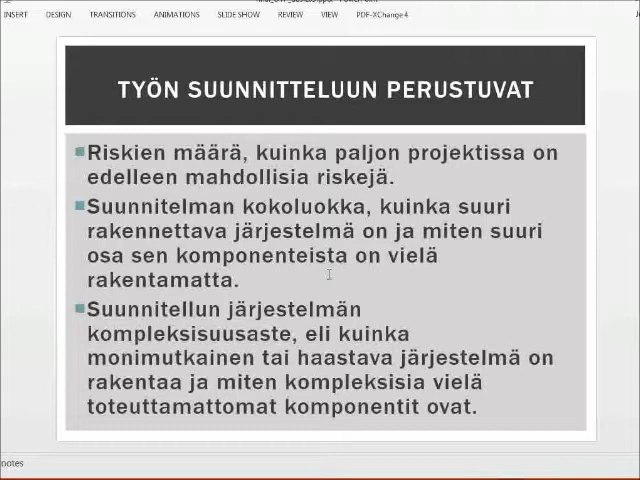 INSERT DESIGN TRANSITIONS ANIMATIONS SLIDE SHOW REVIEW VIEW PDF-XChange 4
TYÖN SUUNNITTELUUN PERUSTUVAT
Riskien määrä, kuinka paljon projektissa on
edelleen mahdollisia riskejä.
Suunnitelman kokoluokka, kuinka suuri
rakennettava järjestelmä on ja miten suuri
osa sen komponenteista on vielä
rakentamatta.
Suunnitellun järjestelmän
kompleksisuusaste, eli kuinka
monimutkainen tai haastava järjestelmä on
rakentaa ja miten kompleksisia vielä
toteuttamattomat komponentit ovat.
notes